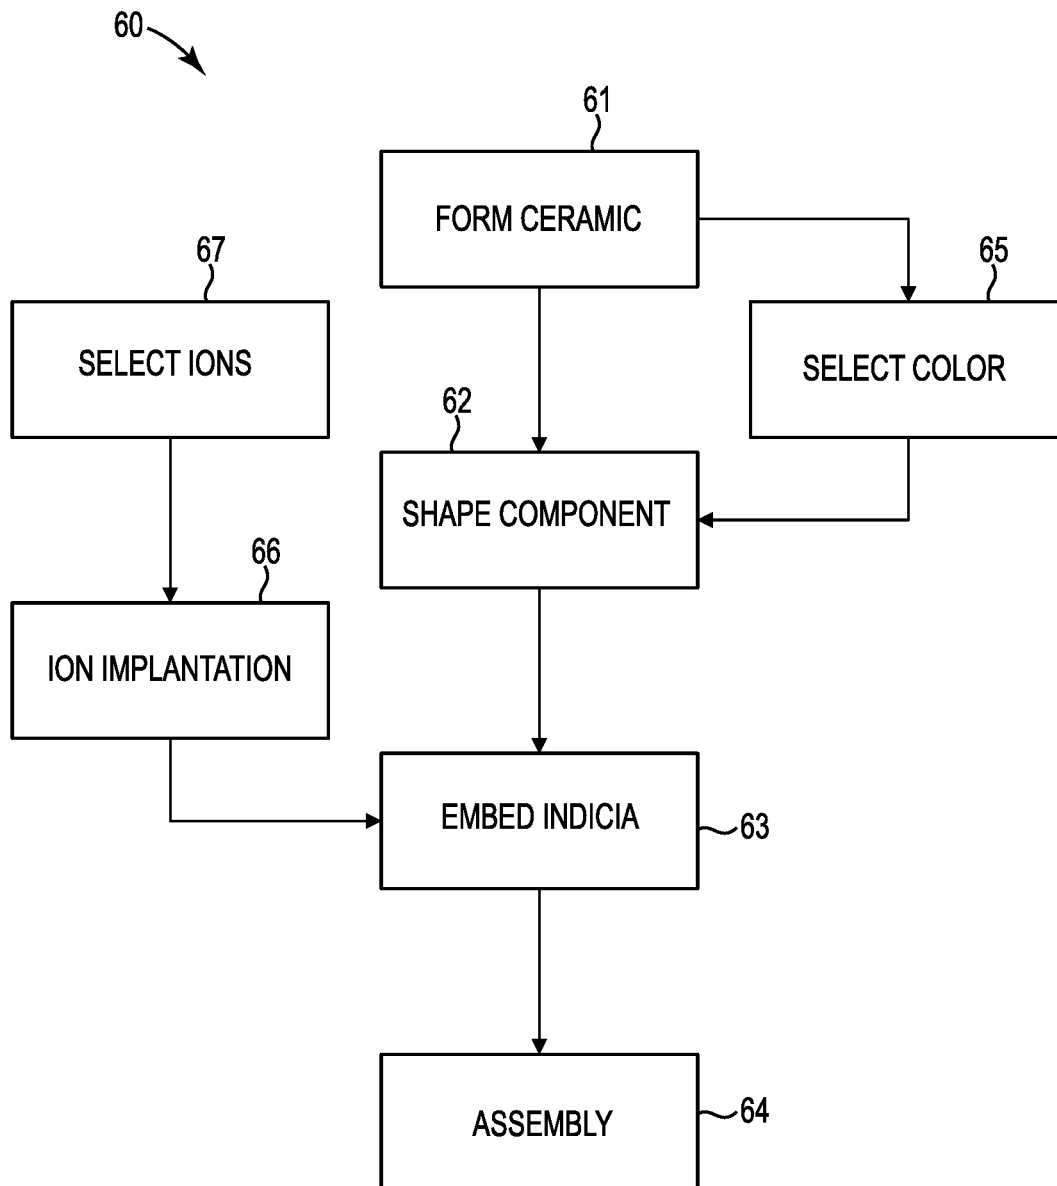 60
61
FORM CERAMIC
67
SELECT IONS
65
SELECT COLOR
62
SHAPE COMPONENT
66
ION IMPLANTATION
EMBED INDICIA
63
ASSEMBLY
64